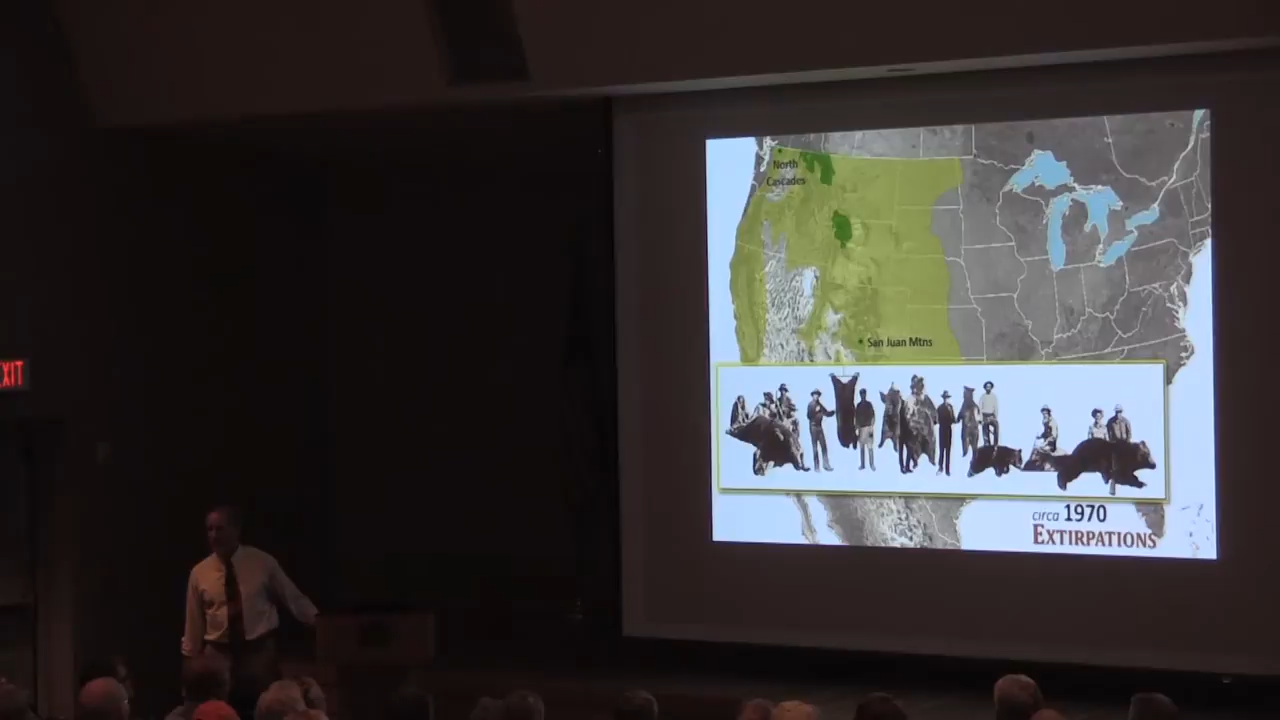 North
Cascades
San Juan Mtns
EXIT
circa 1970
EXTIRPATIONS